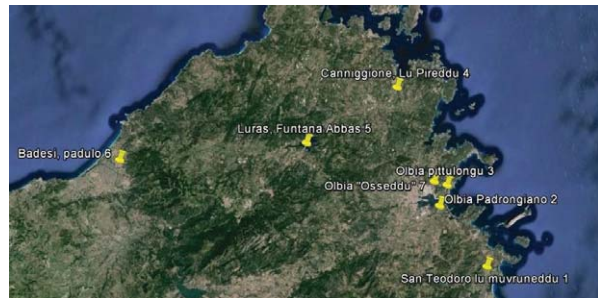 Canniggione, Lu Pireddu 4
Luras, Funtana Abbas 5
Badesi, padulo 6
Olbia pittulongu 3
Olbia "Osseddu" 7
Olbia Padrongiano 2
San Teodoro lu muvruneddu 1